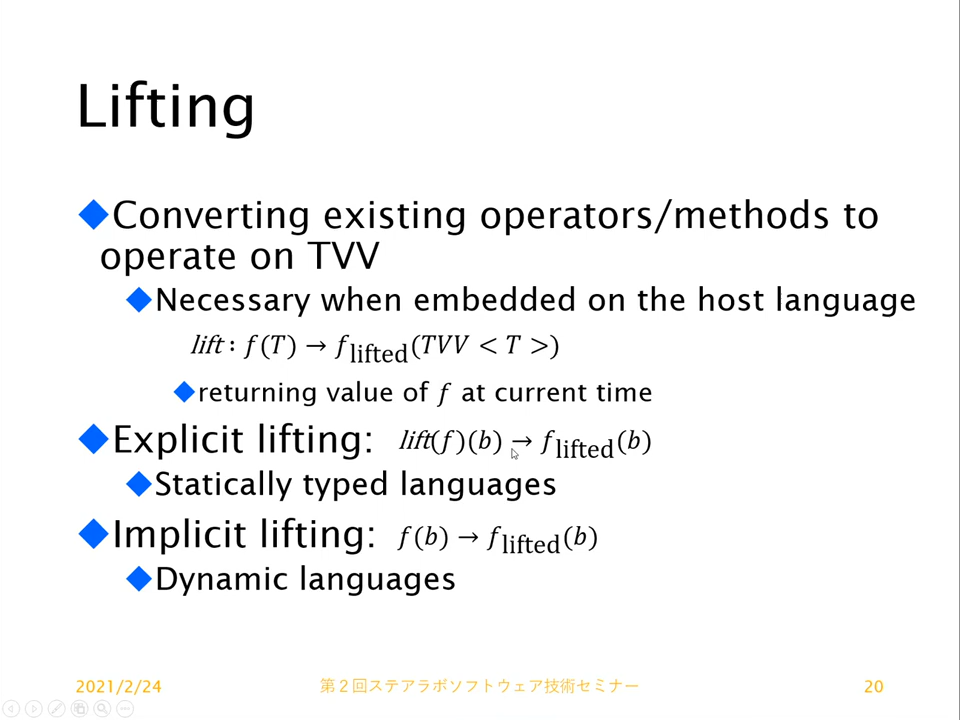 Lifting
Converting existing operators/methods to
operate on TVV
Necessary when embedded on the host language
lift : f(T) → f_lifted(TVV < T >)
returning value of f at current time
Explicit lifting: lift(f)(b) → f_lifted(b)
Statically typed languages
Implicit lifting: f(b) → f_lifted(b)
Dynamic languages
2021/2/24 第２回ステアラボソフトウェア技術セミナー 20